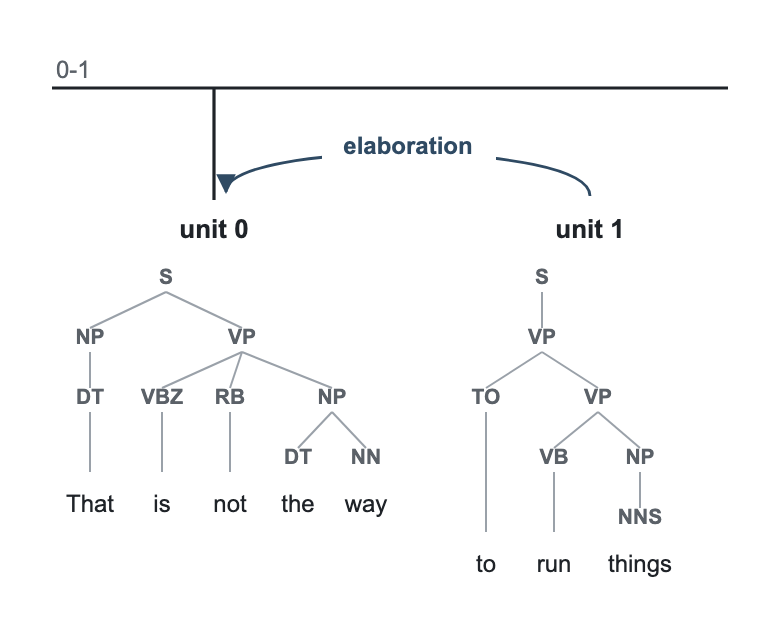 0-1
elaboration
unit 0 unit 1
S S
NP VP VP
DT VBZ RB NP TO VP
DT NN VB NP
That is not the way NNS
to run things